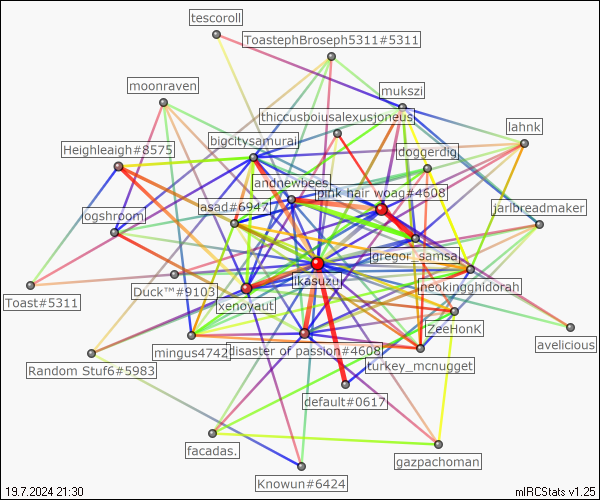 tescoroll
ToastephBroseph5311#5311
moonraven
mukszi
thiccusboiusalexusjoneus
lahnk
bigcitysamurai
Heighleigh#8575
doggerdig
andnewbees
pink hair woag#4608
asad#6947
jarlbreadmaker
ogshroom
gregor_samsa
jkasuzu
neokingghidorah
Duck™#9103
Toast#5311
xenoyaut
ZeeHonK
avelicious
mingus4742
disaster of passion#4608
turkey_mcnugget
Random Stuf6#5983
default#0617
facadas.
gazpachoman
Knowun#6424
19.7.2024 21:30
mIRCStats v1.25